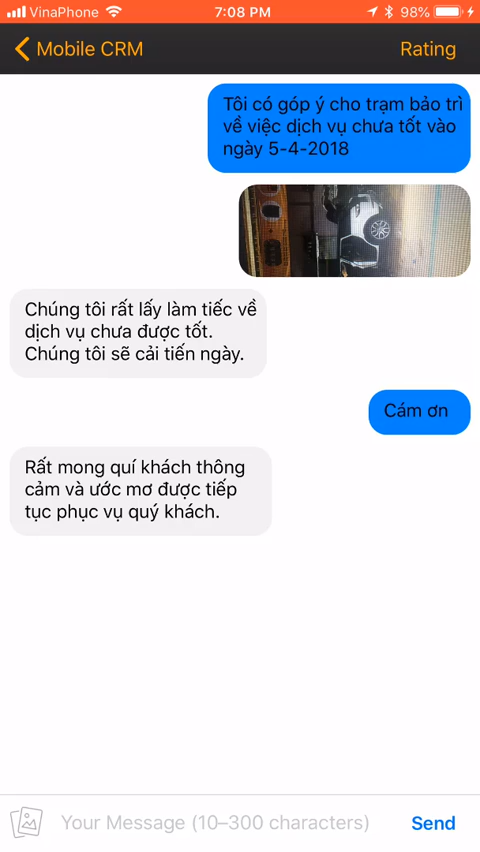 VinaPhone 7:08 PM 98%
Mobile CRM Rating
Tôi có góp ý cho trạm bảo trì
về việc dịch vụ chưa tốt vào
ngày 5-4-2018
Chúng tôi rất lấy làm tiếc về
dịch vụ chưa được tốt.
Chúng tôi sẽ cải tiến ngày.
Cám ơn
Rất mong quí khách thông
cảm và ước mơ được tiếp
tục phục vụ quý khách.
Your Message (10–300 characters) Send